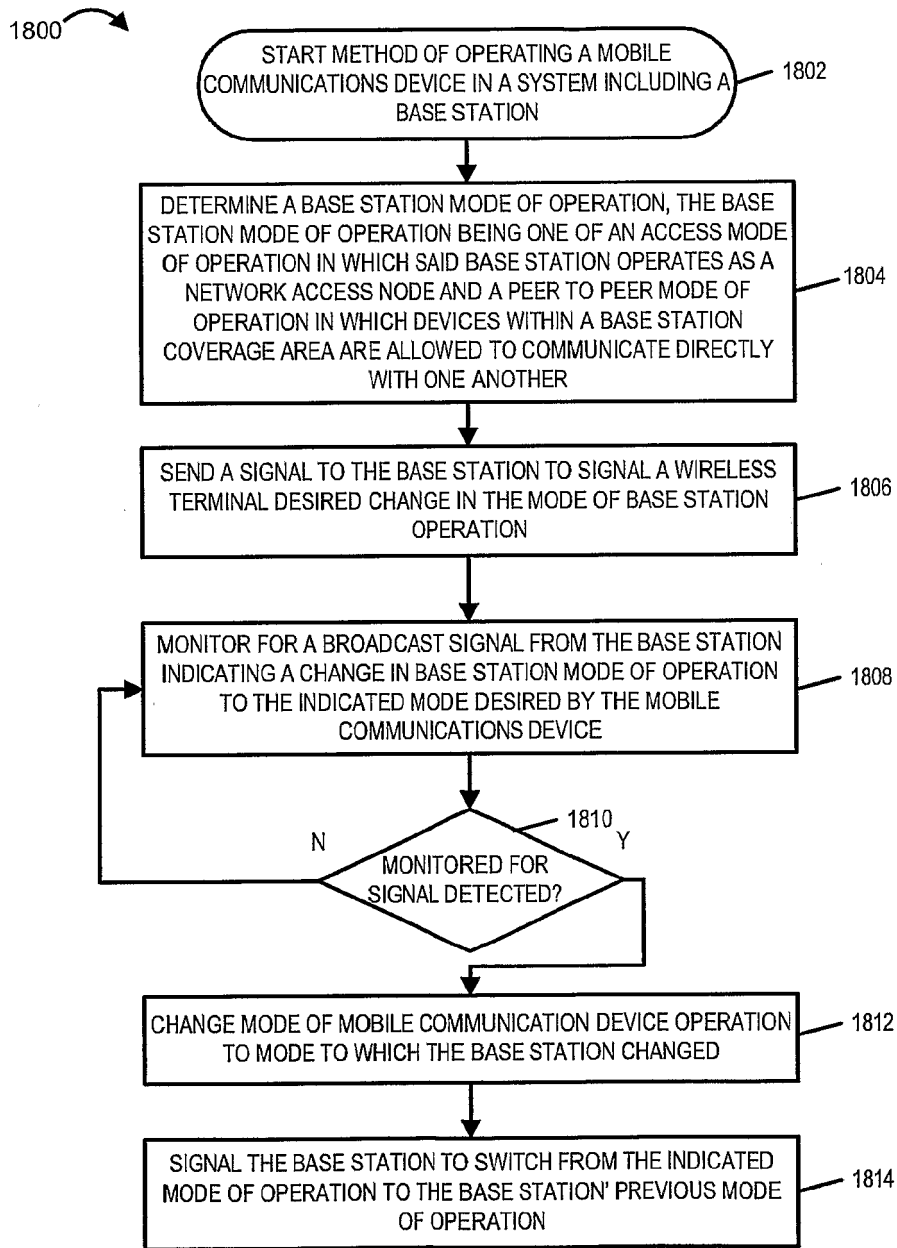 1800
START METHOD OF OPERATING A MOBILE
COMMUNICATIONS DEVICE IN A SYSTEM INCLUDING A
BASE STATION
1802
DETERMINE A BASE STATION MODE OF OPERATION, THE BASE
STATION MODE OF OPERATION BEING ONE OF AN ACCESS MODE
OF OPERATION IN WHICH SAID BASE STATION OPERATES AS A
NETWORK ACCESS NODE AND A PEER TO PEER MODE OF
OPERATION IN WHICH DEVICES WITHIN A BASE STATION
COVERAGE AREA ARE ALLOWED TO COMMUNICATE DIRECTLY
WITH ONE ANOTHER
1804
SEND A SIGNAL TO THE BASE STATION TO SIGNAL A WIRELESS
TERMINAL DESIRED CHANGE IN THE MODE OF BASE STATION
OPERATION
1806
MONITOR FOR A BROADCAST SIGNAL FROM THE BASE STATION
INDICATING A CHANGE IN BASE STATION MODE OF OPERATION
TO THE INDICATED MODE DESIRED BY THE MOBILE
COMMUNICATIONS DEVICE
1808
1810
N
Y
MONITORED FOR
SIGNAL DETECTED?
CHANGE MODE OF MOBILE COMMUNICATION DEVICE OPERATION
TO MODE TO WHICH THE BASE STATION CHANGED
1812
SIGNAL THE BASE STATION TO SWITCH FROM THE INDICATED
MODE OF OPERATION TO THE BASE STATION' PREVIOUS MODE
OF OPERATION
1814